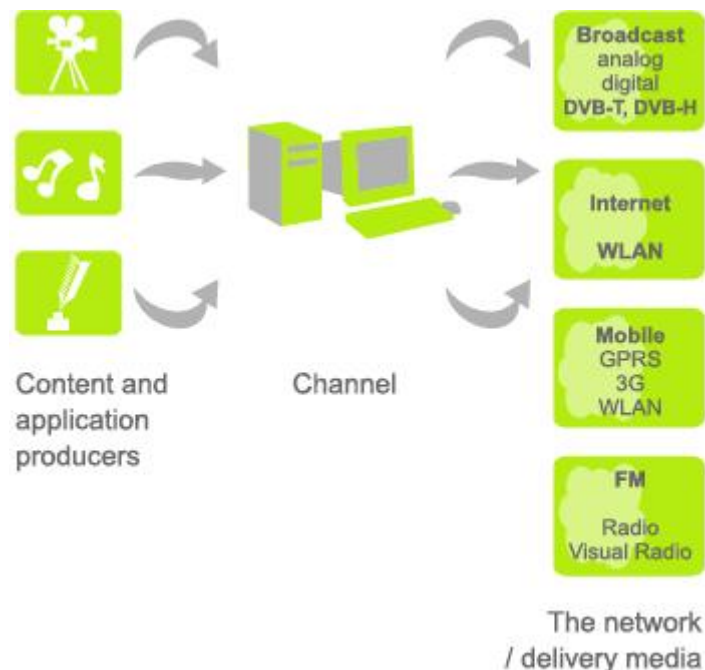 Broadcast
analog
digital
DVB-T, DVB-H
Internet
WLAN
Mobile
GPRS
3G
WLAN
FM
Radio
Visual Radio
Content and
application
producers
Channel
The network
/ delivery media